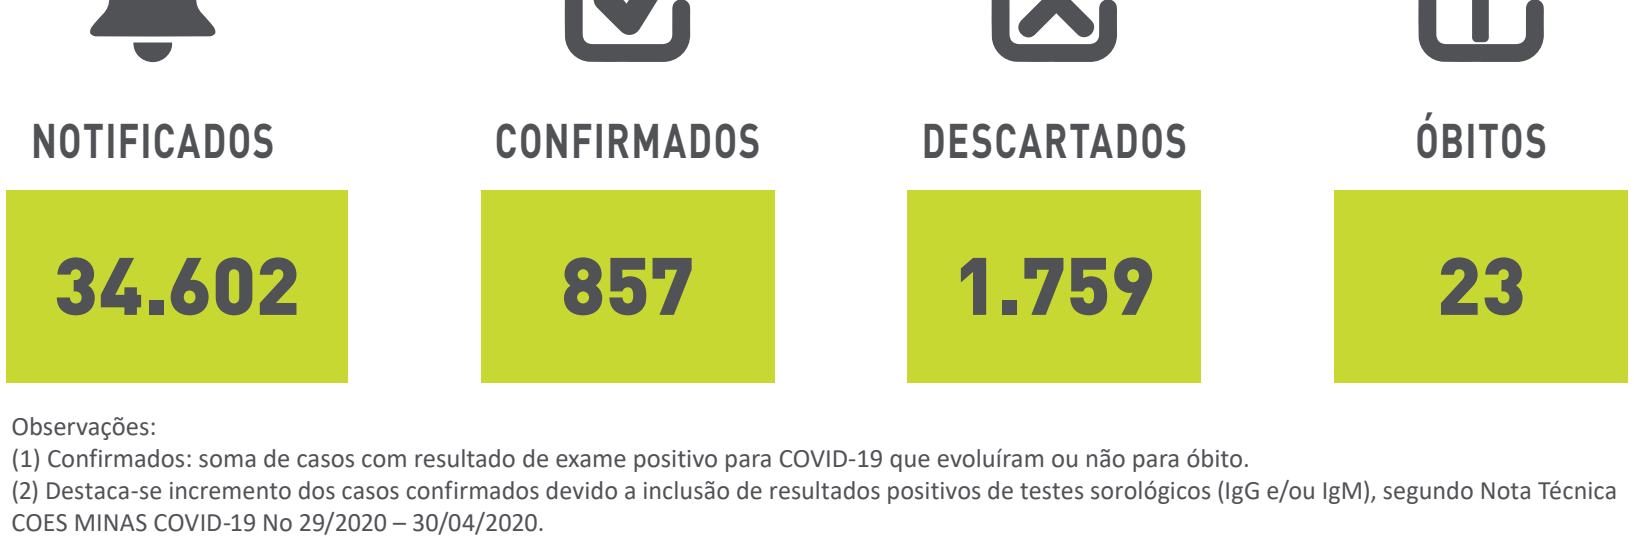 NOTIFICADOS CONFIRMADOS DESCARTADOS ÓBITOS
34.602 857 1.759 23
Observações:
(1) Confirmados: soma de casos com resultado de exame positivo para COVID-19 que evoluíram ou não para óbito.
(2) Destaca-se incremento dos casos confirmados devido a inclusão de resultados positivos de testes sorológicos (IgG e/ou IgM), segundo Nota Técnica
COES MINAS COVID-19 No 29/2020 – 30/04/2020.